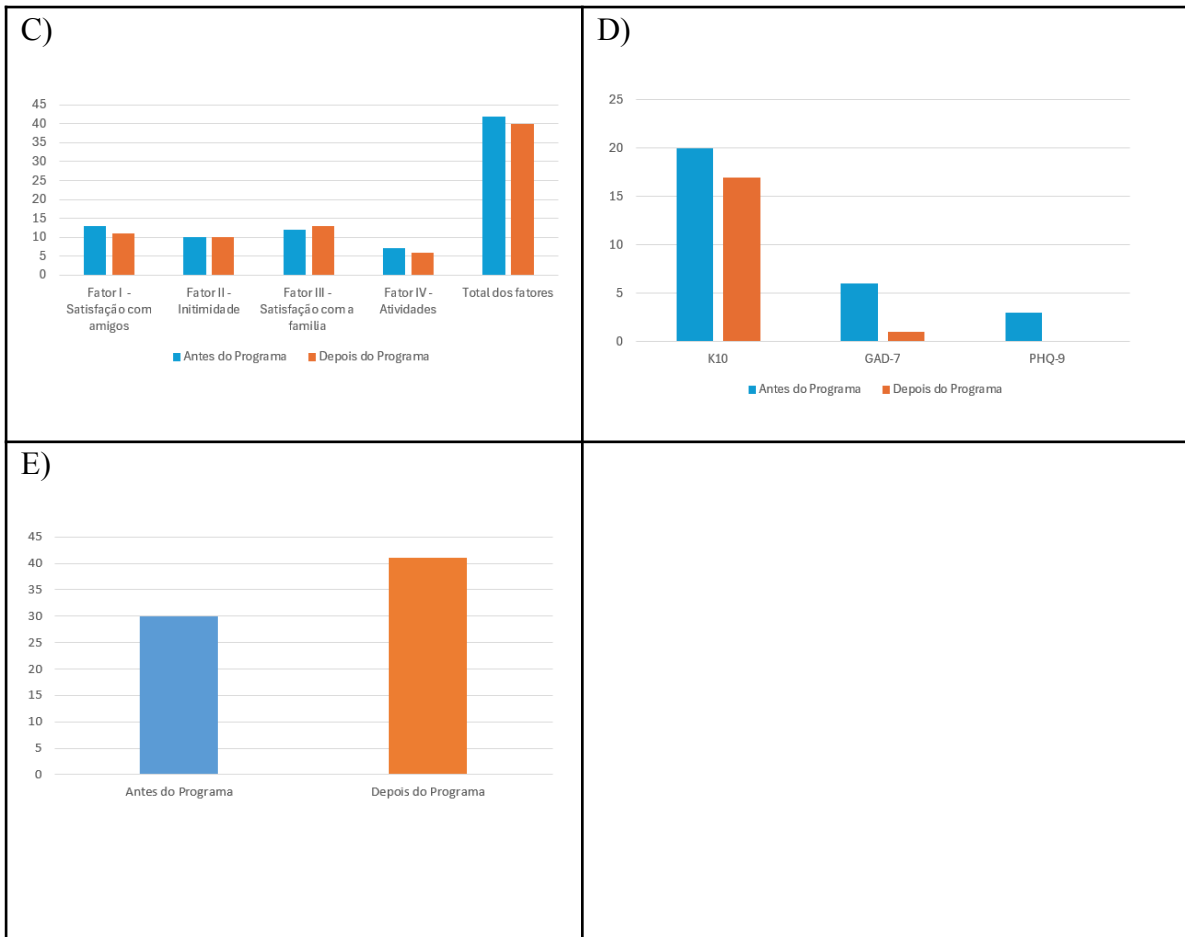 C)
45
40
35
30
25
20
15
10
5
0
Fator I -
Satisfação com
amigos
Fator II -
Initimidade
Fator III -
Satisfação com a
familia
Fator IV -
Atividades
Total dos fatores
Antes do Programa
Depois do Programa
D)
25
20
15
10
5
0
K10
GAD-7
PHQ-9
Antes do Programa
Depois do Programa
E)
45
40
35
30
25
20
15
10
5
0
Antes do Programa
Depois do Programa